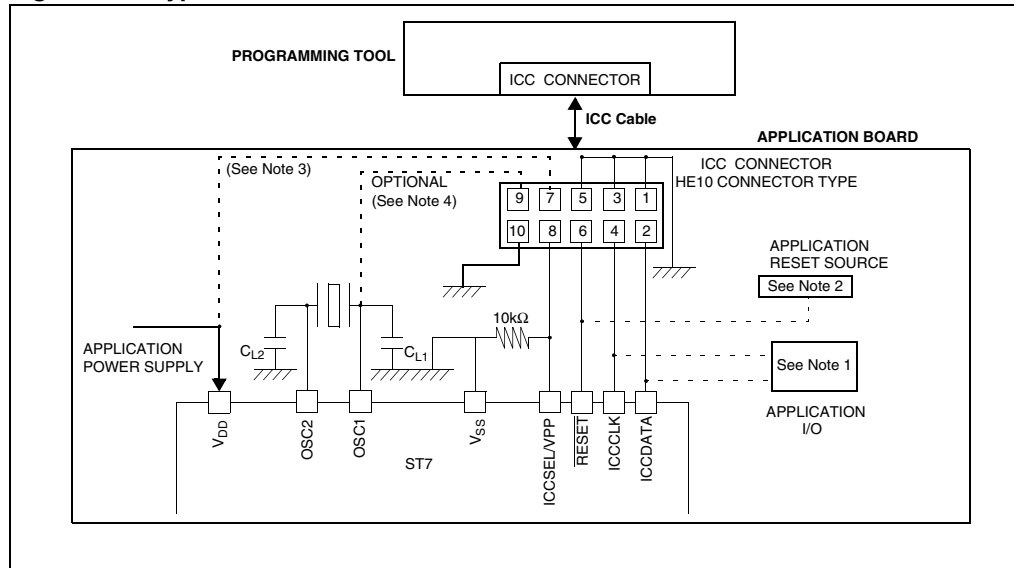 PROGRAMMING TOOL
ICC CONNECTOR
ICC Cable
APPLICATION BOARD
(See Note 3)
OPTIONAL
(See Note 4)
ICC CONNECTOR
HE10 CONNECTOR TYPE
9 7 5 3 1
10 8 6 4 2
APPLICATION
RESET SOURCE
See Note 2
10kΩ
APPLICATION
POWER SUPPLY
CL2
CL1
See Note 1
APPLICATION
I/O
VDD
OSC2
OSC1
VSS
ICCSEL/VPP
RESET
ICCCLK
ICCDATA
ST7